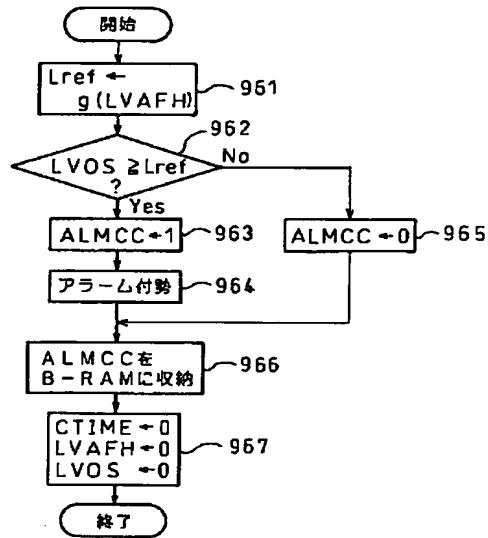 開始
Lref ←
g(LVAFH)
961
962
LVOS ≧Lref
?
No
Yes
ALMCC←1
963
ALMCC←0
965
アラーム付勢
964
ALMCCを
B-RAMに収納
966
CTIME←0
LVAFH←0
LVOS ←0
967
終了